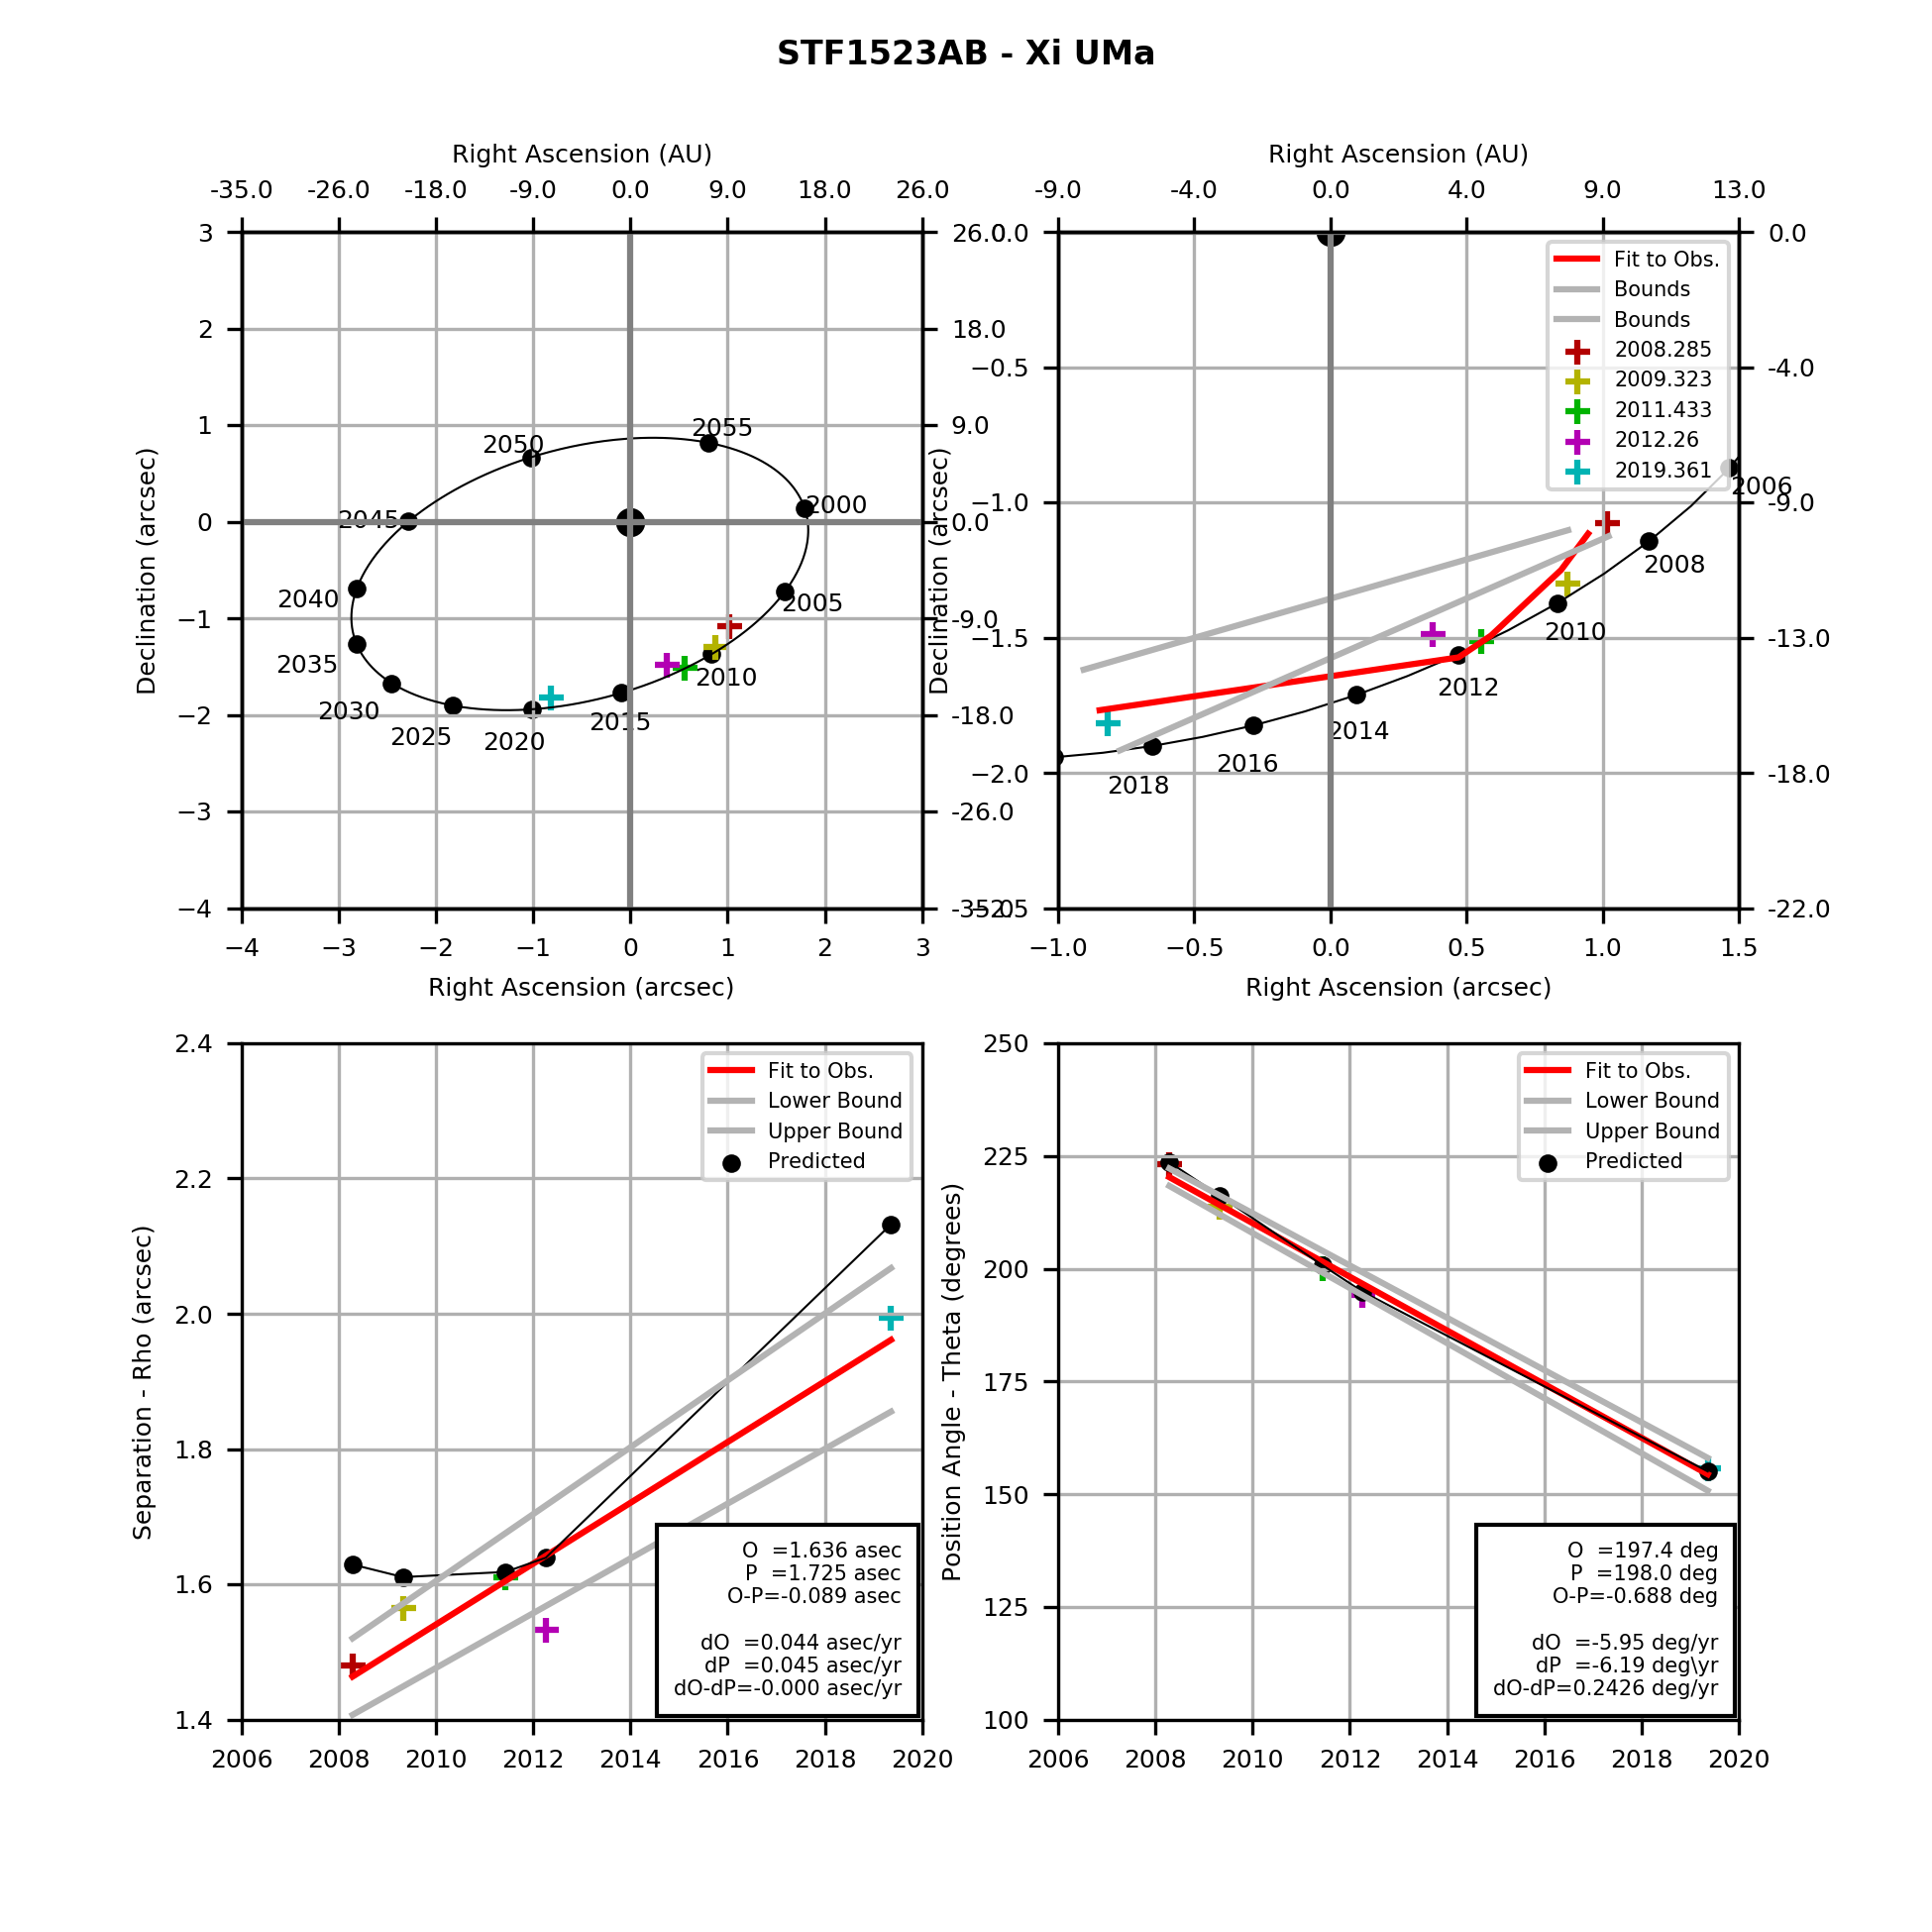 STF1523AB - Xi UMa
Right Ascension (AU)
-35.0 -26.0 -18.0 -9.0 0.0 9.0 18.0 26.0
Declination (arcsec)
3
2
1
0
−1
−2
−3
−4
2055
2050
2000
2045
2040
2005
2035
2010
2030
2015
2025
2020
26.0
18.0
9.0
0.0
-9.0
-18.0
-26.0
-35.0
−4 −3 −2 −1 0 1 2 3
Right Ascension (arcsec)
Right Ascension (AU)
-9.0 -4.0 0.0 4.0 9.0 13.0
Declination (arcsec)
0.0
−0.5
−1.0
−1.5
−2.0
−2.5
Fit to Obs.
Bounds
Bounds
2008.285
2009.323
2011.433
2012.26
2019.361
2006
2008
2010
2012
2014
2016
2018
0.0
-4.0
-9.0
-13.0
-18.0
-22.0
−1.0 −0.5 0.0 0.5 1.0 1.5
Right Ascension (arcsec)
Separation - Rho (arcsec)
2.4
2.2
2.0
1.8
1.6
1.4
Fit to Obs.
Lower Bound
Upper Bound
Predicted
O =1.636 asec
P =1.725 asec
O-P=-0.089 asec
dO =0.044 asec/yr
dP =0.045 asec/yr
dO-dP=-0.000 asec/yr
2006 2008 2010 2012 2014 2016 2018 2020
Position Angle - Theta (degrees)
250
225
200
175
150
125
100
Fit to Obs.
Lower Bound
Upper Bound
Predicted
O =197.4 deg
P =198.0 deg
O-P=-0.688 deg
dO =-5.95 deg/yr
dP =-6.19 deg\yr
dO-dP=0.2426 deg/yr
2006 2008 2010 2012 2014 2016 2018 2020